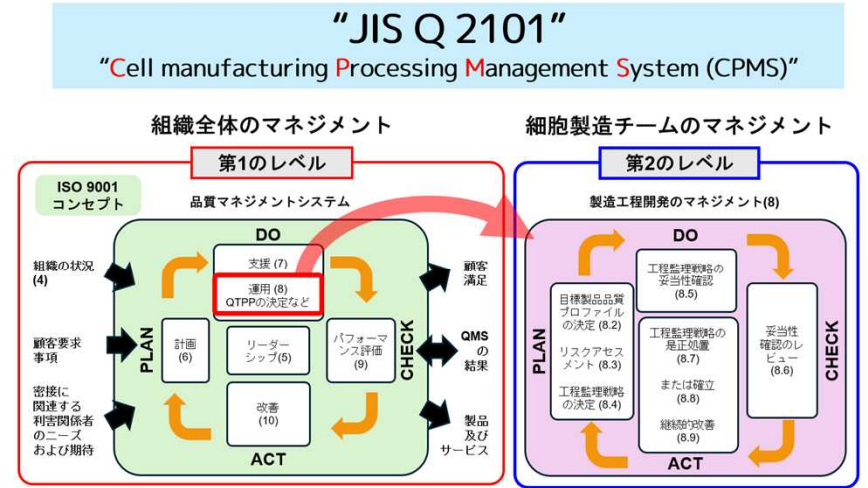 “JIS Q 2101”
“Cell manufacturing Processing Management System (CPMS)”
組織全体のマネジメント
第1のレベル
ISO 9001
コンセプト
品質マネジメントシステム
DO
支援 (7)
運用 (8)
QTPPの決定など
組織の状況
(4)
顧客要求
事項
密接に
関連する
利害関係者
のニーズ
および期待
PLAN
計画
(6)
リーダー
シップ(5)
パフォーマ
ンス評価
(9)
CHECK
改善
(10)
ACT
顧客
満足
QMS
の
結果
製品
及び
サービス
細胞製造チームのマネジメント
第2のレベル
製造工程開発のマネジメント(8)
DO
工程監理戦略の
妥当性確認
(8.5)
PLAN
目標製品品質
プロファイル
の決定 (8.2)
リスクアセス
メント (8.3)
工程監理戦略
の決定 (8.4)
工程監理戦略の
是正処置
(8.7)
または確立
(8.8)
継続的改善
(8.9)
妥当性
確認のレ
ビュー
(8.6)
CHECK
ACT